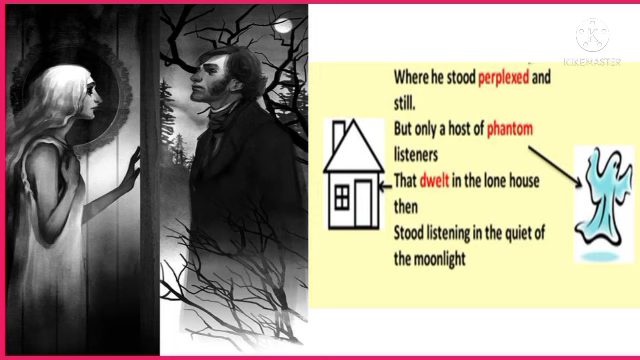 KINEMASTER
Where he stood perplexed and
still.
But only a host of phantom
listeners
That dwelt in the lone house
then
Stood listening in the quiet of
the moonlight